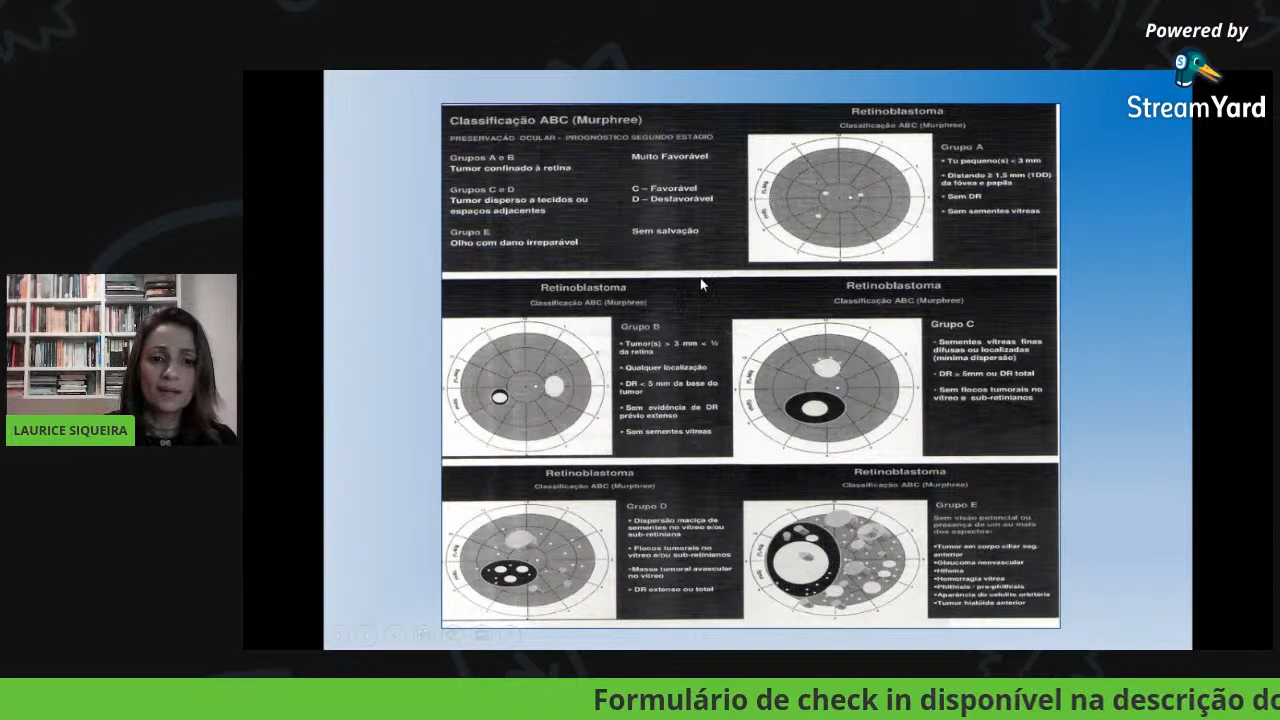 Powered by
StreamYard
Classificação ABC (Murphree)
PRESERVAÇÃO OCULAR - PROGNÓSTICO SEGUNDO ESTADIO
Grupos A e B Muito Favorável
Tumor confinado à retina
Grupos C e D C – Favorável
Tumor disperso a tecidos ou D – Desfavorável
espaços adjacentes
Grupo E Sem salvação
Olho com dano irreparável
Retinoblastoma
Classificação ABC (Murphree)
Grupo A
• Tu pequeno(s) < 3 mm
• Distando ≥ 1,5 mm (1DD)
da fóvea e papila
• Sem DR
• Sem sementes vítreas
Retinoblastoma
Classificação ABC (Murphree)
Grupo B
• Tumor(s) > 3 mm < ½
da retina
• Qualquer localização
• DR < 5 mm da base do
tumor
• Sem evidência de DR
prévio extenso
• Sem sementes vítreas
Retinoblastoma
Classificação ABC (Murphree)
Grupo C
• Sementes vítreas finas
difusas ou localizadas
(mínima dispersão)
• DR > 5mm ou DR total
• Sem flocos tumorais no
vítreo e sub-retinianos
Retinoblastoma
Classificação ABC (Murphree)
Grupo D
• Dispersão maciça de
sementes no vítreo e/ou
sub-retiniana
• Flocos tumorais no
vítreo e/ou sub-retinianos
• Massa tumoral avascular
no vítreo
• DR extenso ou total
Retinoblastoma
Classificação ABC (Murphree)
Grupo E
Sem visão potencial ou
presença de um ou mais
dos aspectos:
•Tumor em corpo ciliar seg.
anterior
•Glaucoma neovascular
•Hifema
•Hemorragia vítrea
•Phthisis / pre-phthisis
•Aparência de celulite orbitária
•Tumor hialóide anterior
LAURICE SIQUEIRA
Formulário de check in disponível na descrição do